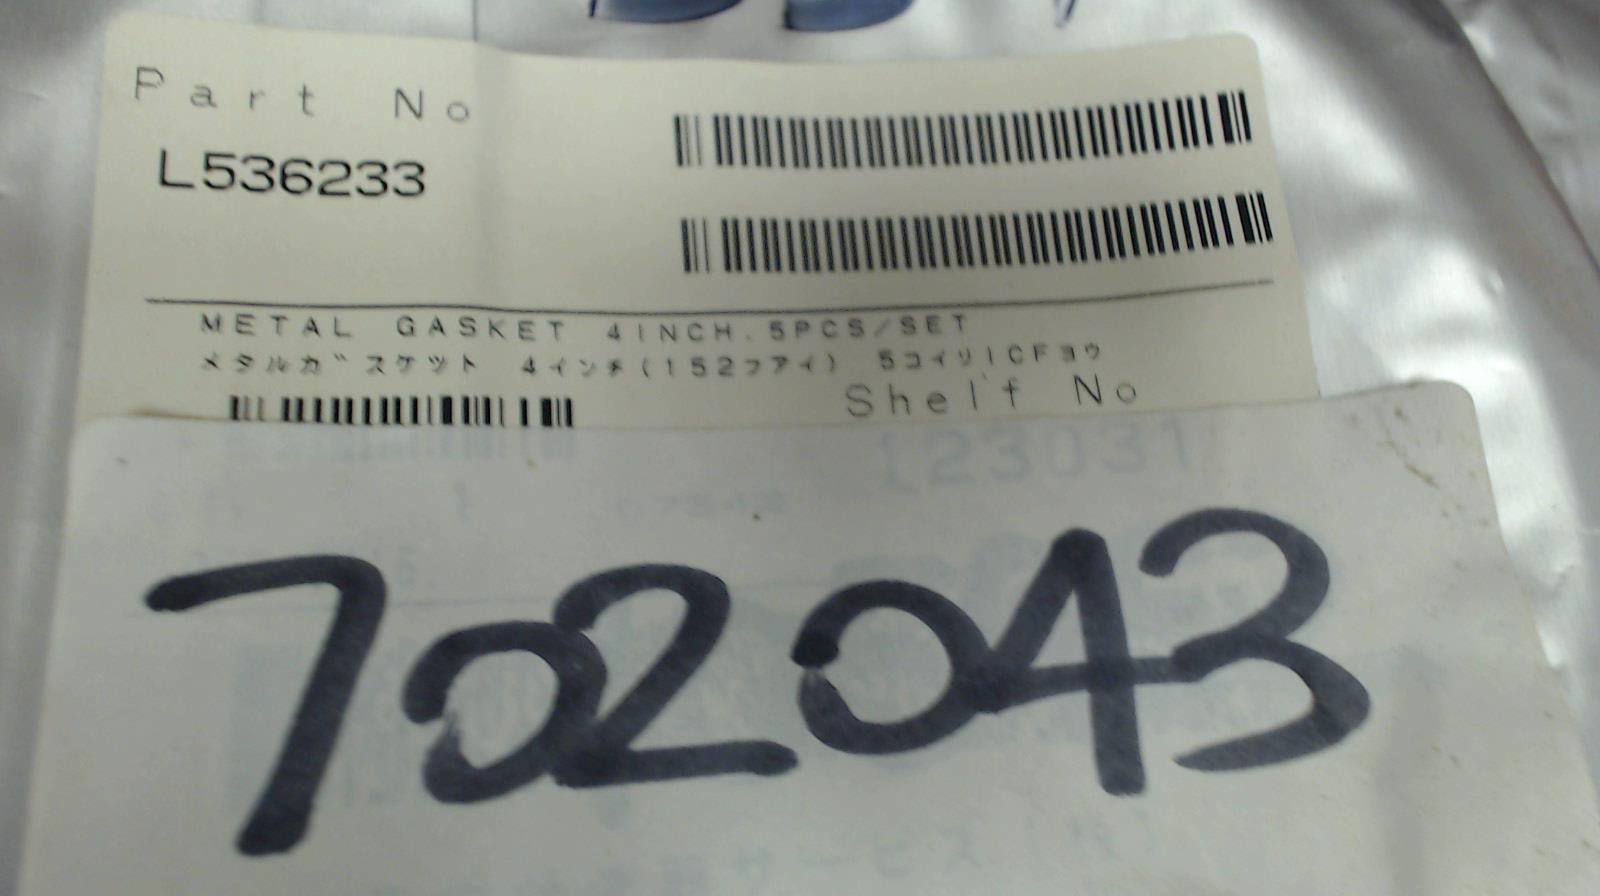 Part No
L536233
METAL GASKET 4INCH.5PCS/SET
メタルガスケット 4インチ(152ファイ) 5コイリICFヨウ
Shelf No
123031
702043